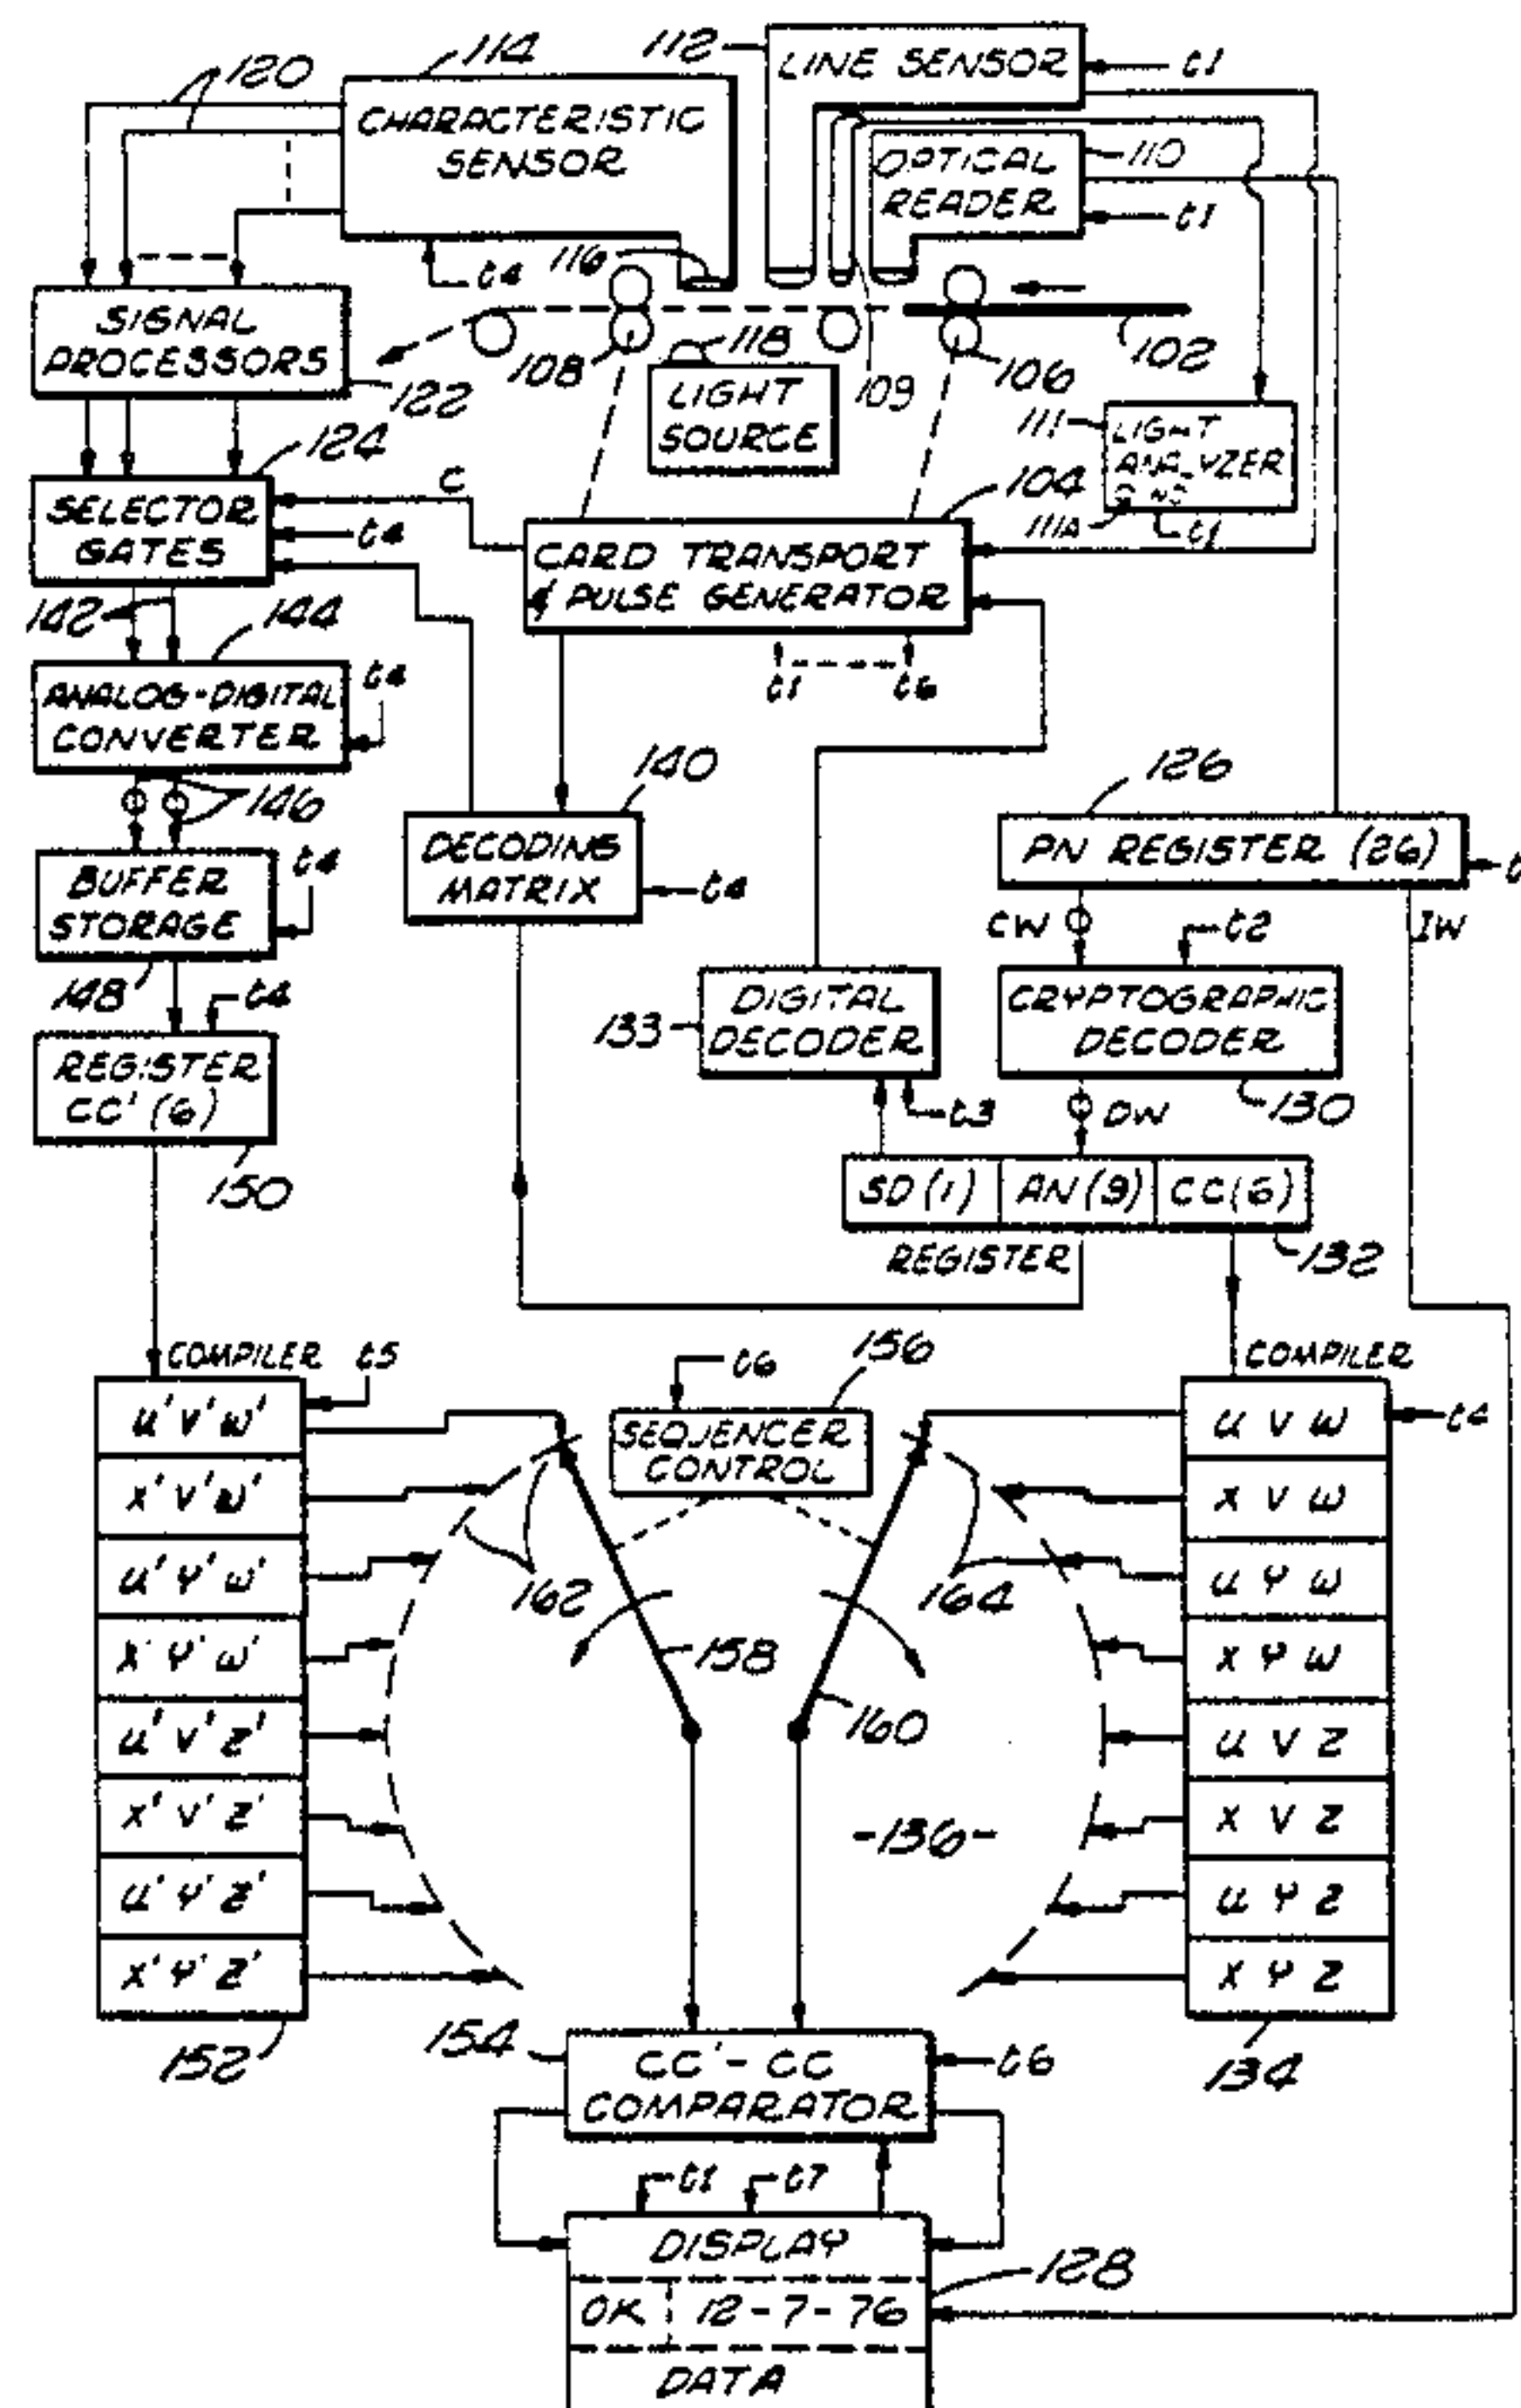 112
LINE SENSOR
t1
114
120
CHARACTERISTIC
SENSOR
OPTICAL
READER
110
t1
t4
116
SIGNAL
PROCESSORS
122
108
118
LIGHT
SOURCE
109
106
102
111
LIGHT
111A
t1
124
SELECTOR
GATES
C
t4
104
CARD TRANSPORT
& PULSE GENERATOR
t1
t6
142
144
ANALOG-DIGITAL
CONVERTER
t4
146
140
DECODING
MATRIX
t4
126
PN REGISTER (26)
BUFFER
STORAGE
t4
148
CW
t2
IW
133
DIGITAL
DECODER
CRYPTOGRAPHIC
DECODER
130
t4
REGISTER
CC' (6)
150
t3
DW
SD (1)
AN (9)
CC (6)
REGISTER
132
COMPILER
t5
t6
156
SEQUENCER
CONTROL
COMPILER
U' V' W'
X' V' W'
U' Y' W'
X' Y' W'
U' V' Z'
X' V' Z'
U' Y' Z'
X' Y' Z'
152
162
158
160
164
-136-
U V W
X V W
U Y W
X Y W
U V Z
X V Z
U Y Z
X Y Z
134
154
CC' - CC
COMPARATOR
t6
t1
t7
DISPLAY
OK
12-7-76
DATA
128